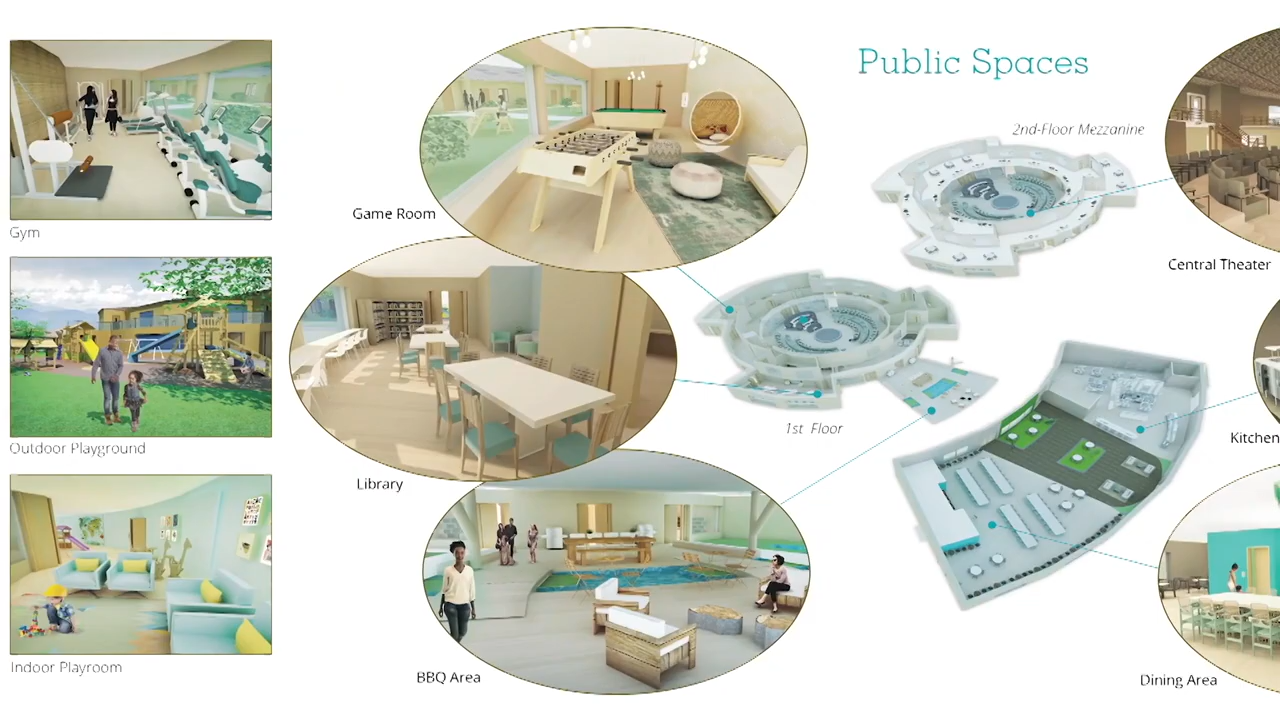 Public Spaces
2nd-Floor Mezzanine
Game Room
Gym
Central Theater
1st Floor
Outdoor Playground
Kitchen
Library
Indoor Playroom
BBQ Area
Dining Area